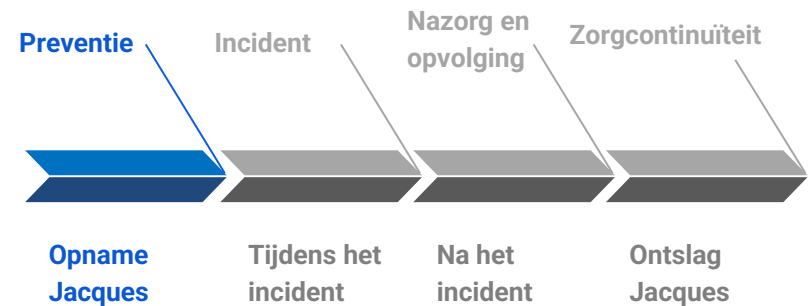 Preventie
Incident
Nazorg en
opvolging
Zorgcontinuïteit
Opname
Jacques
Tijdens het
incident
Na het
incident
Ontslag
Jacques